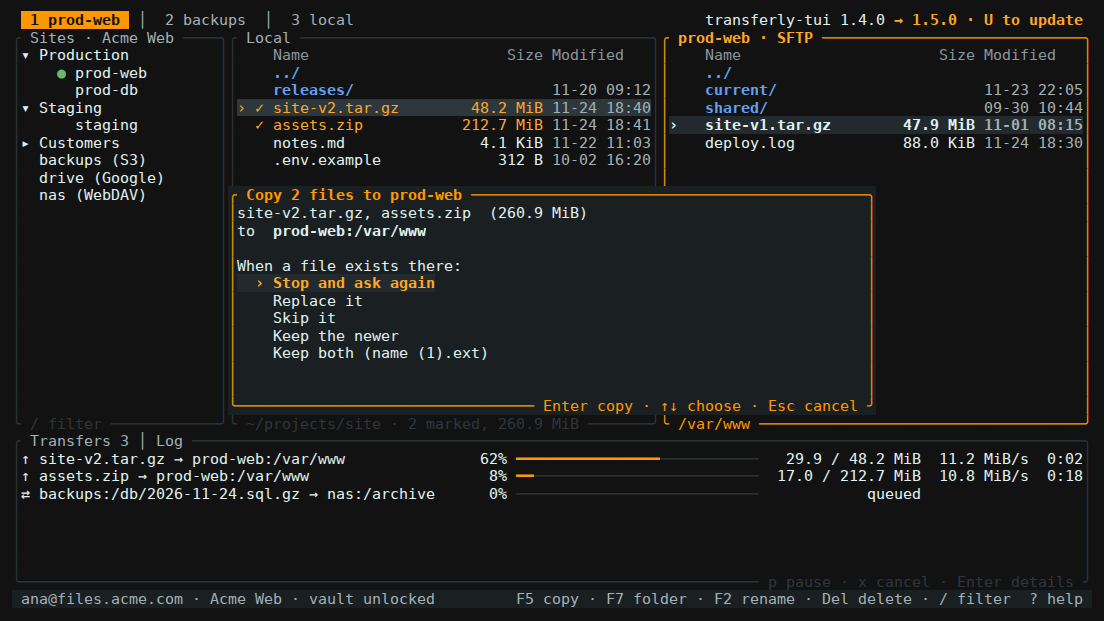 1 prod-web │ 2 backups │ 3 local transferly-tui 1.4.0 → 1.5.0 · U to update
Sites · Acme Web
▾ Production
● prod-web
prod-db
▾ Staging
staging
▸ Customers
backups (S3)
drive (Google)
nas (WebDAV)
/ filter
Local
Name Size Modified
../
releases/ 11-20 09:12
› ✓ site-v2.tar.gz 48.2 MiB 11-24 18:40
✓ assets.zip 212.7 MiB 11-24 18:41
notes.md 4.1 KiB 11-22 11:03
.env.example 312 B 10-02 16:20
~/projects/site · 2 marked, 260.9 MiB
prod-web · SFTP
Name Size Modified
../
current/ 11-23 22:05
shared/ 09-30 10:44
› site-v1.tar.gz 47.9 MiB 11-01 08:15
deploy.log 88.0 KiB 11-24 18:30
/var/www
Copy 2 files to prod-web
site-v2.tar.gz, assets.zip (260.9 MiB)
to prod-web:/var/www
When a file exists there:
› Stop and ask again
Replace it
Skip it
Keep the newer
Keep both (name (1).ext)
Enter copy · ↑↓ choose · Esc cancel
Transfers 3 │ Log
↑ site-v2.tar.gz → prod-web:/var/www 62% 29.9 / 48.2 MiB 11.2 MiB/s 0:02
↑ assets.zip → prod-web:/var/www 8% 17.0 / 212.7 MiB 10.8 MiB/s 0:18
⇄ backups:/db/2026-11-24.sql.gz → nas:/archive 0% queued
p pause · x cancel · Enter details
ana@files.acme.com · Acme Web · vault unlocked F5 copy · F7 folder · F2 rename · Del delete · / filter ? help